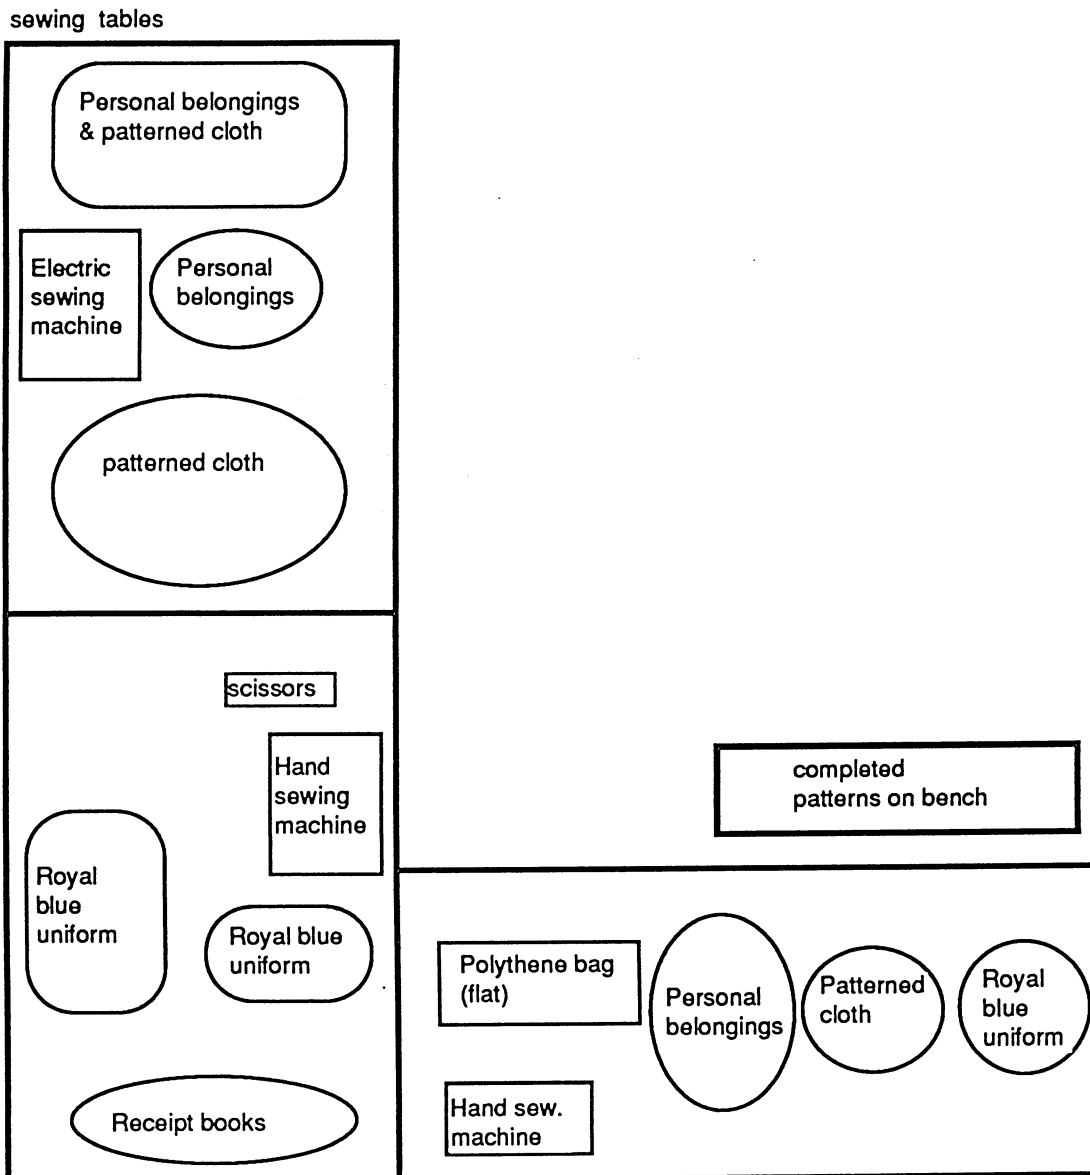 sewing tables
Personal belongings
& patterned cloth
Electric
sewing
machine
Personal
belongings
patterned cloth
scissors
Hand
sewing
machine
completed
patterns on bench
Royal
blue
uniform
Royal blue
uniform
Polythene bag
(flat)
Personal
belongings
Patterned
cloth
Royal
blue
uniform
Receipt books
Hand sew.
machine